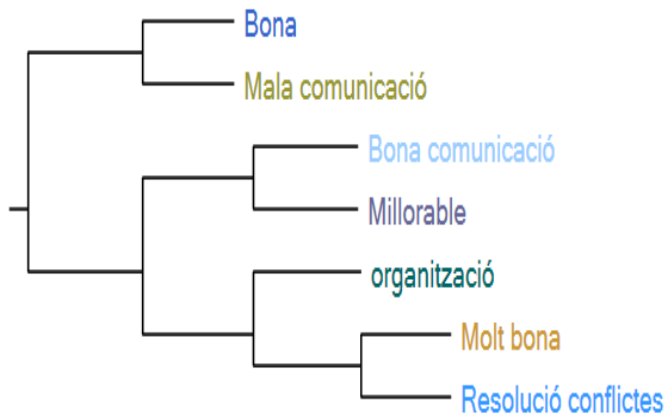 Bona
Mala comunicació
Bona comunicació
Millorable
organització
Molt bona
Resolució conflictes